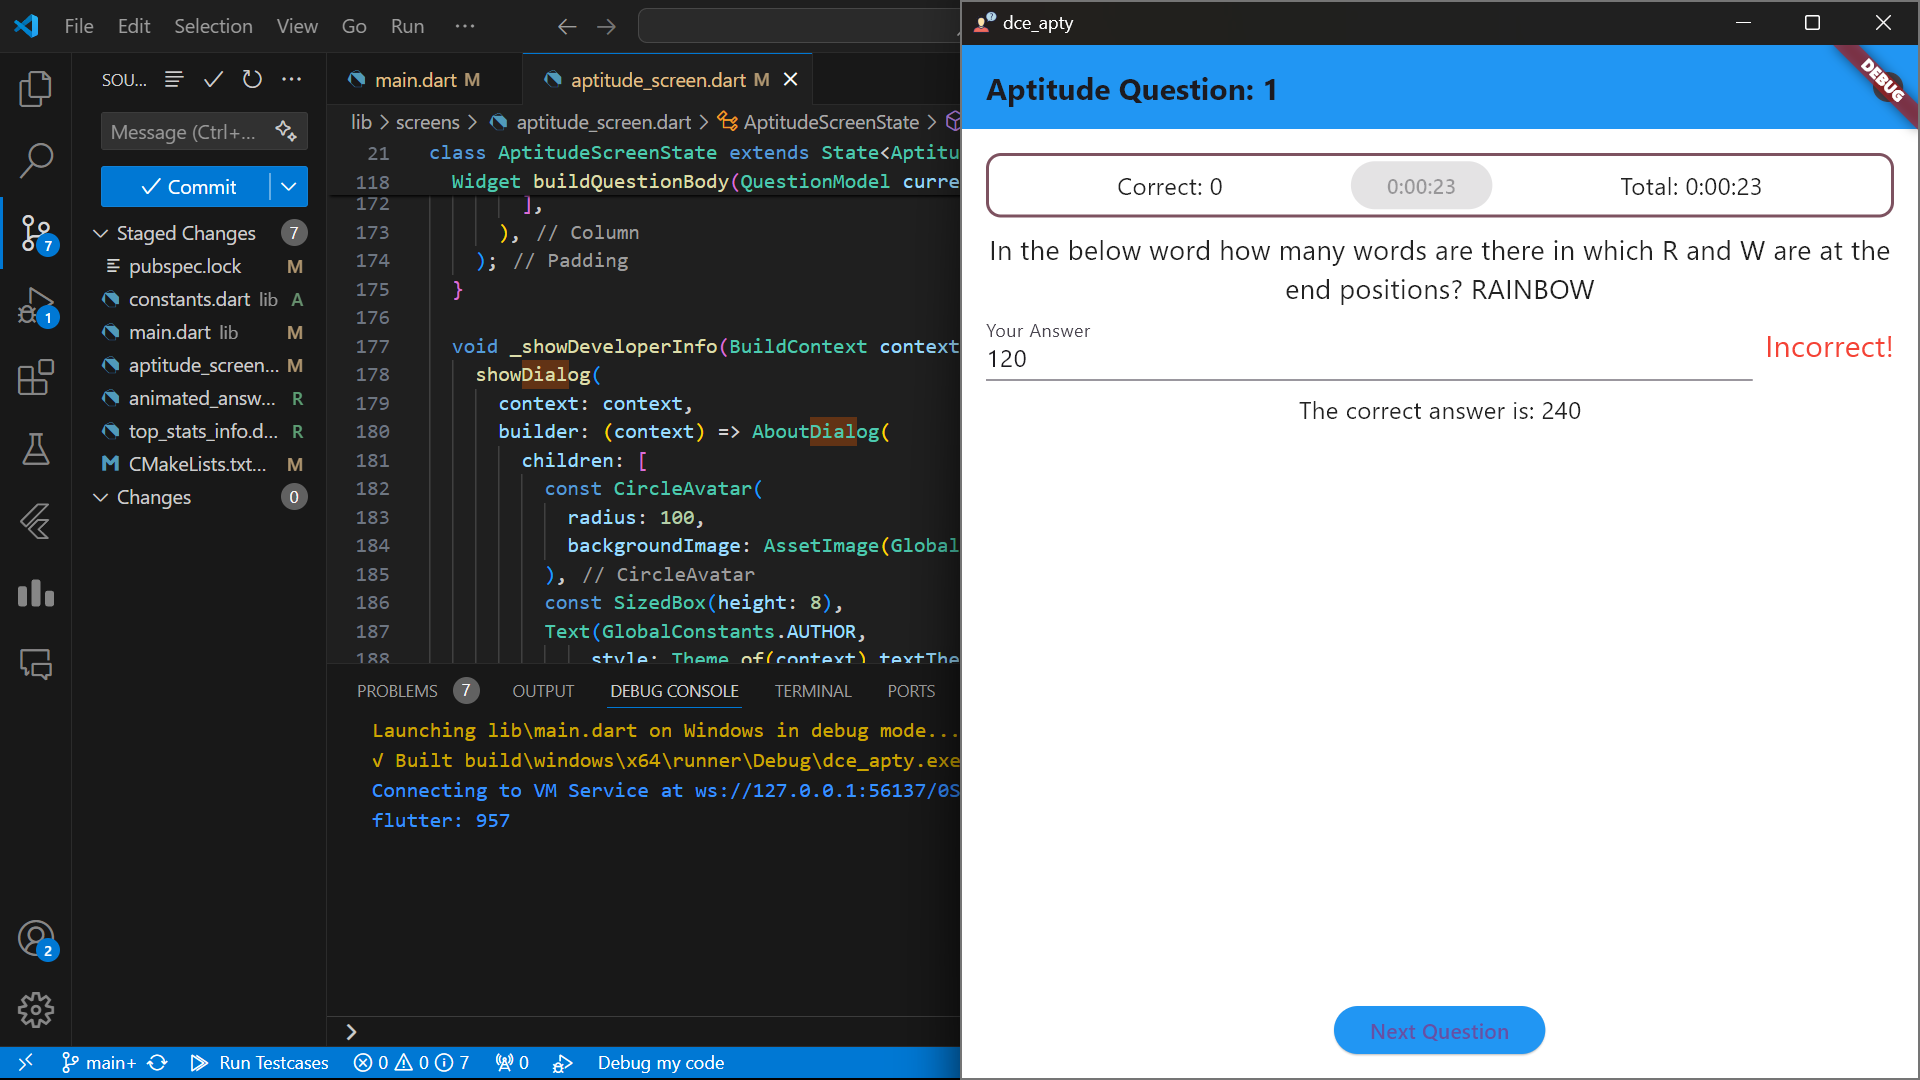 File Edit Selection View Go Run ···
SOU...
Message (Ctrl+...
Commit
Staged Changes 7
pubspec.lock M
constants.dart lib A
main.dart lib M
aptitude_screen... M
animated_answ... R
top_stats_info.d... R
CMakeLists.txt... M
Changes 0
7
1
2
main.dart M
aptitude_screen.dart M
lib > screens > aptitude_screen.dart > AptitudeScreenState >
21 class AptitudeScreenState extends State<Aptitu
118 Widget buildQuestionBody(QuestionModel curre
172 ],
173 ), // Column
174 ); // Padding
175 }
176
177 void _showDeveloperInfo(BuildContext context
178 showDialog(
179 context: context,
180 builder: (context) => AboutDialog(
181 children: [
182 const CircleAvatar(
183 radius: 100,
184 backgroundImage: AssetImage(Global
185 ), // CircleAvatar
186 const SizedBox(height: 8),
187 Text(GlobalConstants.AUTHOR,
188 style: Theme.of(context).textThe
PROBLEMS 7 OUTPUT DEBUG CONSOLE TERMINAL PORTS
Launching lib\main.dart on Windows in debug mode...
√ Built build\windows\x64\runner\Debug\dce_apty.exe
Connecting to VM Service at ws://127.0.0.1:56137/0S
flutter: 957
>
main+ Run Testcases 0 0 7 0 Debug my code
dce_apty
Aptitude Question: 1
DEBUG
Correct: 0 0:00:23 Total: 0:00:23
In the below word how many words are there in which R and W are at the
end positions? RAINBOW
Your Answer
120
Incorrect!
The correct answer is: 240
Next Question